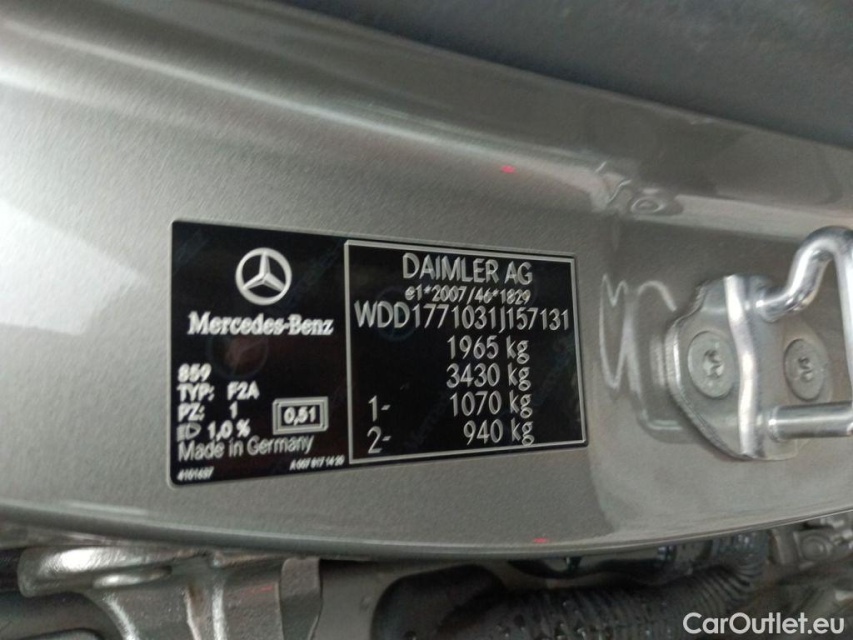 Mercedes-Benz
859
TYP: F2A
PZ: 1
ED 1,0 %
0,51
Made in Germany
DAIMLER AG
e1*2007/46*1829
WDD1771031J157131
1965 kg
3430 kg
1- 1070 kg
2- 940 kg
CarOutlet.eu